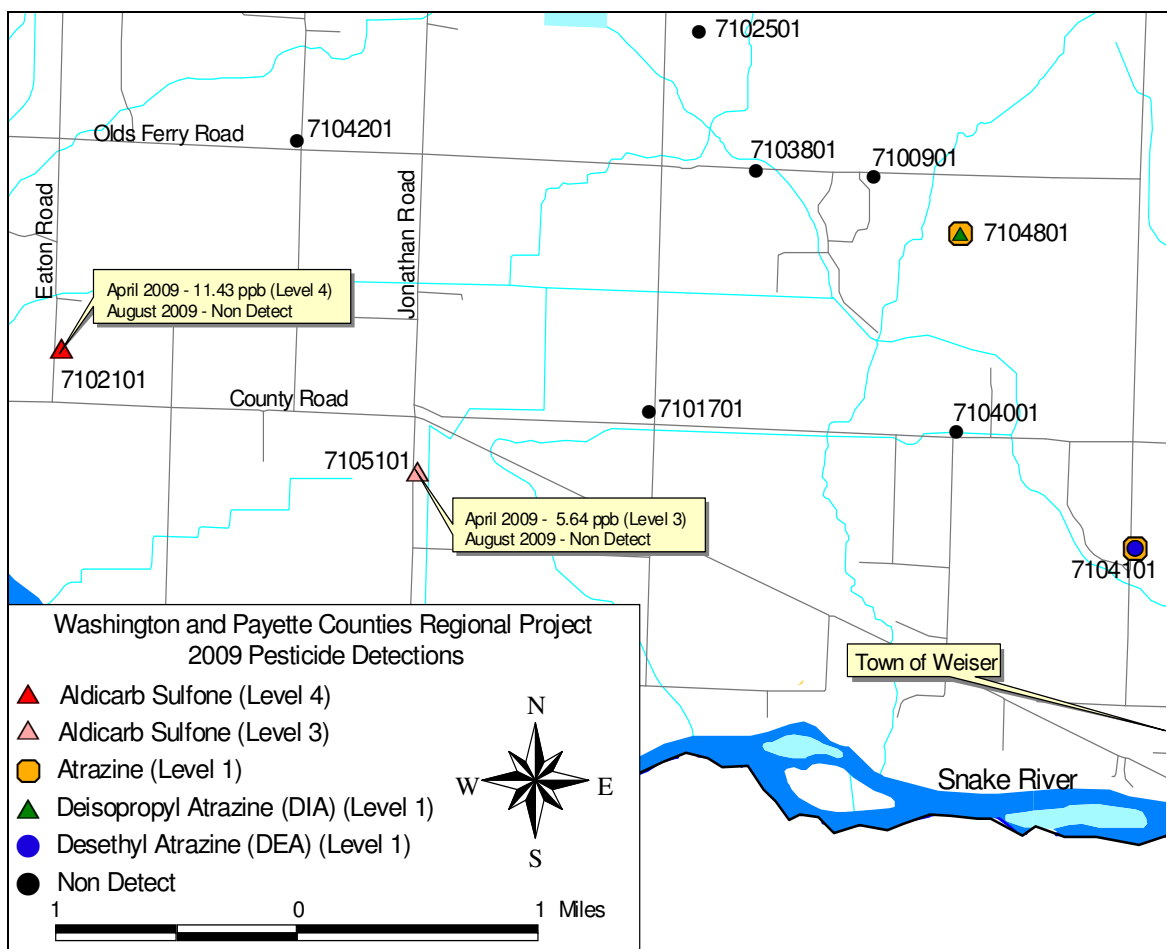 7102501
Olds Ferry Road
7104201
7103801
7100901
7104801
Eaton Road
Jonathan Road
April 2009 - 11.43 ppb (Level 4)
August 2009 - Non Detect
7102101
County Road
7101701
7104001
7105101
April 2009 - 5.64 ppb (Level 3)
August 2009 - Non Detect
7104101
Town of Weiser
Snake River
Washington and Payette Counties Regional Project
2009 Pesticide Detections
Aldicarb Sulfone (Level 4)
Aldicarb Sulfone (Level 3)
Atrazine (Level 1)
Deisopropyl Atrazine (DIA) (Level 1)
Desethyl Atrazine (DEA) (Level 1)
Non Detect
N
W
E
S
1 0 1 Miles